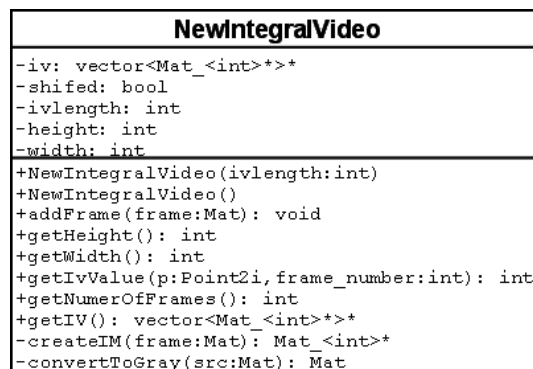 NewIntegralVideo
-iv: vector<Mat_<int>*>*
-shifed: bool
-ivlength: int
-height: int
-width: int
+NewIntegralVideo(ivlength:int)
+NewIntegralVideo()
+addFrame(frame:Mat): void
+getHeight(): int
+getWidth(): int
+getIvValue(p:Point2i,frame_number:int): int
+getNumerOfFrames(): int
+getIV(): vector<Mat_<int>*>*
-createIM(frame:Mat): Mat_<int>*
-convertToGray(src:Mat): Mat